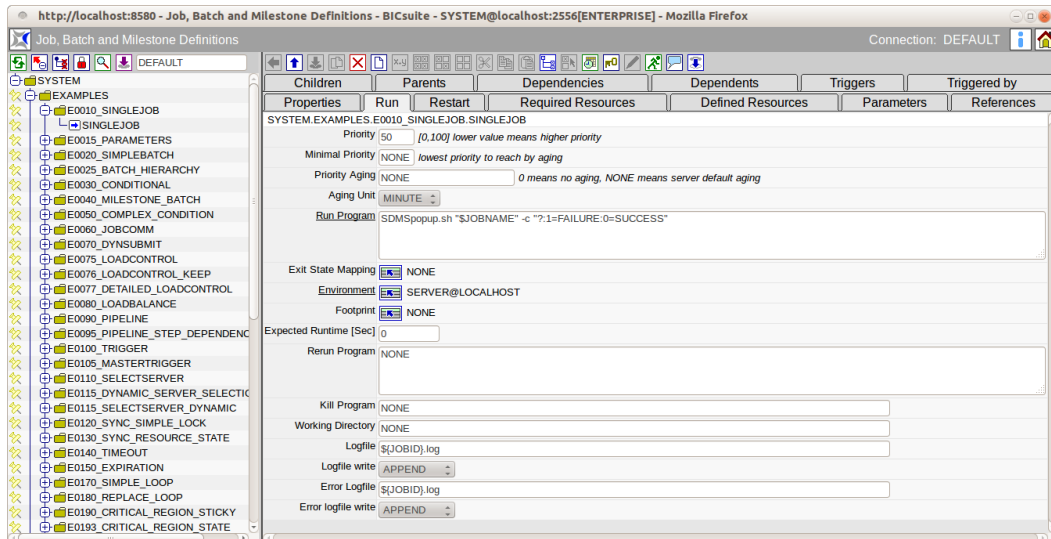 http://localhost:8580 - Job, Batch and Milestone Definitions - BICsuite - SYSTEM@localhost:2556[ENTERPRISE] - Mozilla Firefox
Job, Batch and Milestone Definitions
Connection: DEFAULT
DEFAULT
SYSTEM
EXAMPLES
E0010_SINGLEJOB
SINGLEJOB
E0015_PARAMETERS
E0020_SIMPLEBATCH
E0025_BATCH_HIERARCHY
E0030_CONDITIONAL
E0040_MILESTONE_BATCH
E0050_COMPLEX_CONDITION
E0060_JOBCOMM
E0070_DYNSUBMIT
E0075_LOADCONTROL
E0076_LOADCONTROL_KEEP
E0077_DETAILED_LOADCONTROL
E0080_LOADBALANCE
E0090_PIPELINE
E0095_PIPELINE_STEP_DEPENDENC
E0100_TRIGGER
E0105_MASTERTRIGGER
E0110_SELECTSERVER
E0115_DYNAMIC_SERVER_SELECTIO
E0115_SELECTSERVER_DYNAMIC
E0120_SYNC_SIMPLE_LOCK
E0130_SYNC_RESOURCE_STATE
E0140_TIMEOUT
E0150_EXPIRATION
E0170_SIMPLE_LOOP
E0180_REPLACE_LOOP
E0190_CRITICAL_REGION_STICKY
E0193_CRITICAL_REGION_STATE
Children Parents Dependencies Dependents Triggers Triggered by
Properties Run Restart Required Resources Defined Resources Parameters References
SYSTEM.EXAMPLES.E0010_SINGLEJOB.SINGLEJOB
Priority 50 [0,100] lower value means higher priority
Minimal Priority NONE lowest priority to reach by aging
Priority Aging NONE 0 means no aging, NONE means server default aging
Aging Unit MINUTE
Run Program SDMSpopup.sh "$JOBNAME" -c "?:1=FAILURE:0=SUCCESS"
Exit State Mapping NONE
Environment SERVER@LOCALHOST
Footprint NONE
Expected Runtime [Sec] 0
Rerun Program NONE
Kill Program NONE
Working Directory NONE
Logfile ${JOBID}.log
Logfile write APPEND
Error Logfile ${JOBID}.log
Error logfile write APPEND